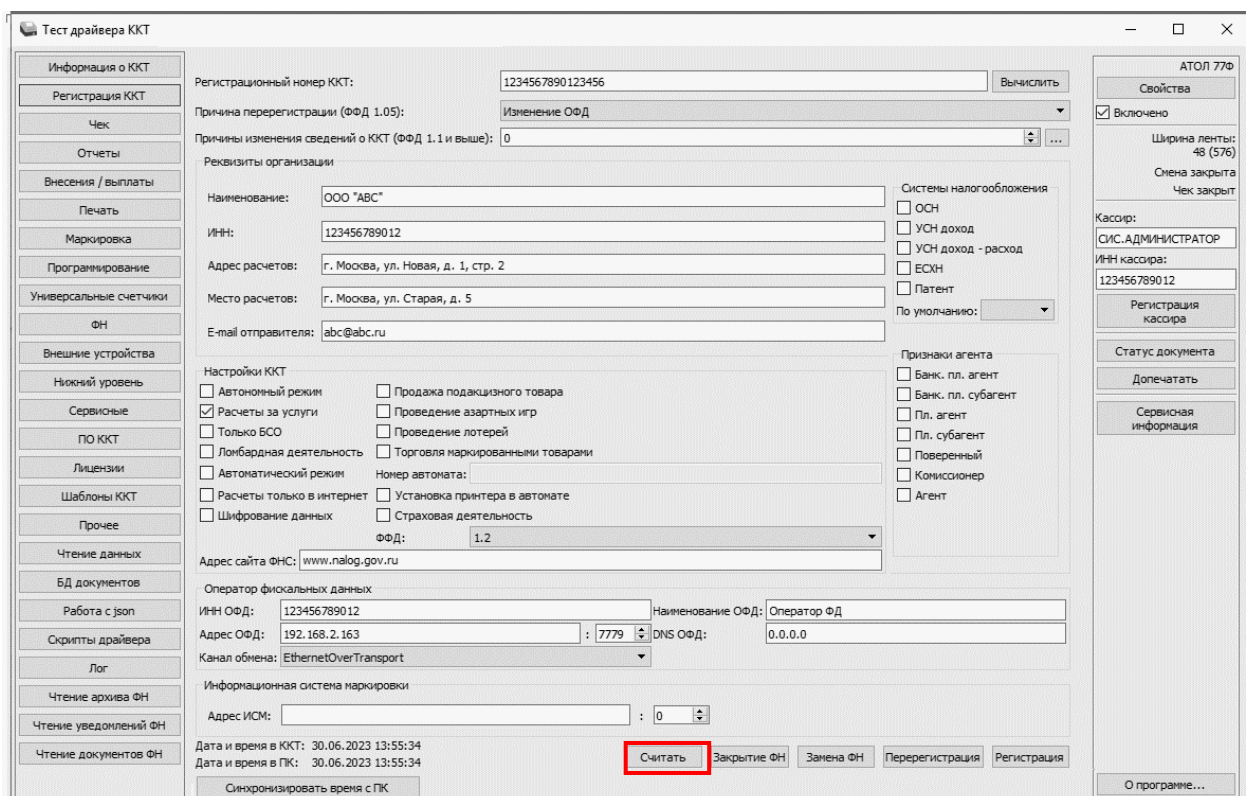 Тест драйвера ККТ
Информация о ККТ
Регистрация ККТ
Чек
Отчеты
Внесения / выплаты
Печать
Маркировка
Программирование
Универсальные счетчики
ФН
Внешние устройства
Нижний уровень
Сервисные
ПО ККТ
Лицензии
Шаблоны ККТ
Прочее
Чтение данных
БД документов
Работа с json
Скрипты драйвера
Лог
Чтение архива ФН
Чтение уведомлений ФН
Чтение документов ФН
Регистрационный номер ККТ: 1234567890123456 Вычислить
Причина перерегистрации (ФФД 1.05): Изменение ОФД
Причины изменения сведений о ККТ (ФФД 1.1 и выше): 0 ...
Реквизиты организации
Наименование: ООО "АВС"
ИНН: 123456789012
Адрес расчетов: г. Москва, ул. Новая, д. 1, стр. 2
Место расчетов: г. Москва, ул. Старая, д. 5
E-mail отправителя: abc@abc.ru
Системы налогообложения
ОСН
УСН доход
УСН доход - расход
ЕСХН
Патент
По умолчанию:
Настройки ККТ
Автономный режим Продажа подакцизного товара
Расчеты за услуги Проведение азартных игр
Только БСО Проведение лотерей
Ломбардная деятельность Торговля маркированными товарами
Автоматический режим Номер автомата:
Расчеты только в интернет Установка принтера в автомате
Шифрование данных Страховая деятельность
ФФД: 1.2
Адрес сайта ФНС: www.nalog.gov.ru
Признаки агента
Банк. пл. агент
Банк. пл. субагент
Пл. агент
Пл. субагент
Поверенный
Комиссионер
Агент
Оператор фискальных данных
ИНН ОФД: 123456789012 Наименование ОФД: Оператор ФД
Адрес ОФД: 192.168.2.163 : 7779 DNS ОФД: 0.0.0.0
Канал обмена: EthernetOverTransport
Информационная система маркировки
Адрес ИСМ: : 0
Дата и время в ККТ: 30.06.2023 13:55:34
Дата и время в ПК: 30.06.2023 13:55:34
Считать Закрытие ФН Замена ФН Перерегистрация Регистрация
Синхронизировать время с ПК
АТОЛ 77Ф
Свойства
Включено
Ширина ленты:
48 (576)
Смена закрыта
Чек закрыт
Кассир:
СИС.АДМИНИСТРАТОР
ИНН кассира:
123456789012
Регистрация
кассира
Статус документа
Допечатать
Сервисная
информация
О программе...